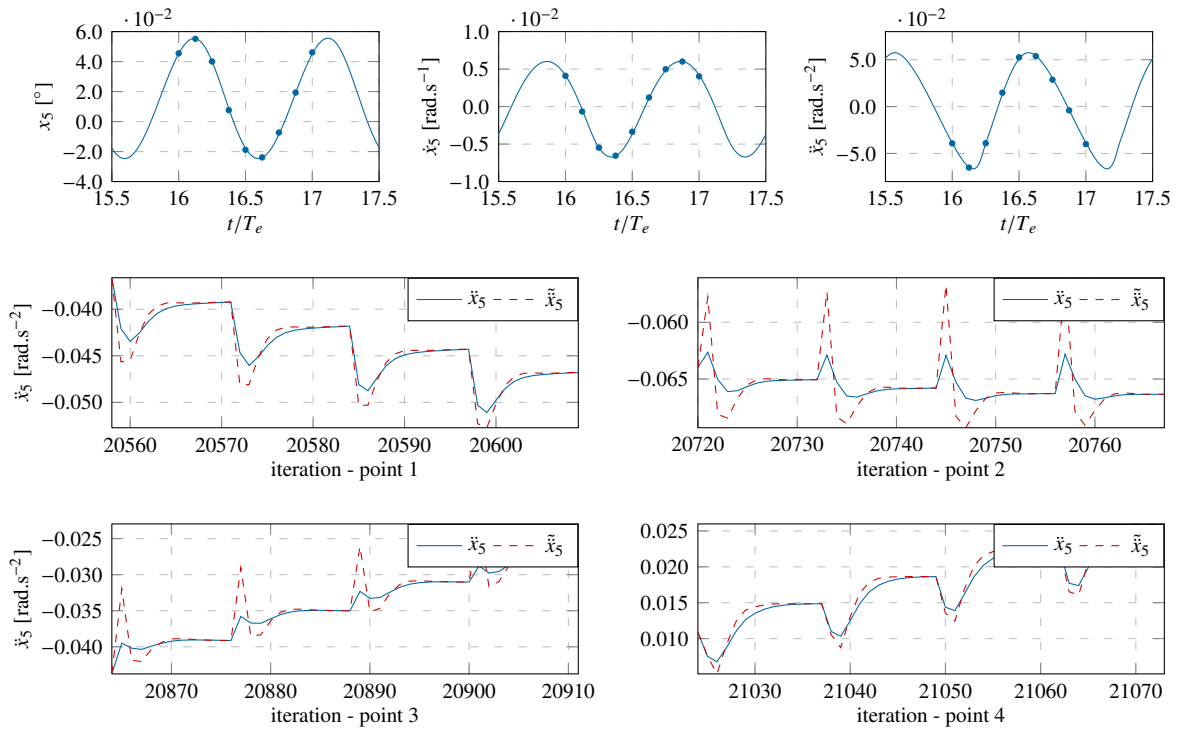 · 10⁻² · 10⁻² · 10⁻²
6.0 4.0 2.0 0.0 −2.0 −4.0
x₅ [°]
15.5 16 16.5 17 17.5
t/Tₑ
1.0 0.5 0.0 −0.5 −1.0
ẋ₅ [rad.s⁻¹]
15.5 16 16.5 17 17.5
t/Tₑ
5.0 0.0 −5.0
ẍ₅ [rad.s⁻²]
15.5 16 16.5 17 17.5
t/Tₑ
−0.040 −0.045 −0.050
ẍ₅ [rad.s⁻²]
ẍ₅ ẍ̃₅
20560 20570 20580 20590 20600
iteration - point 1
−0.060 −0.065
ẍ₅ ẍ̃₅
20720 20730 20740 20750 20760
iteration - point 2
−0.025 −0.030 −0.035 −0.040
ẍ₅ [rad.s⁻²]
ẍ₅ ẍ̃₅
20870 20880 20890 20900 20910
iteration - point 3
0.025 0.020 0.015 0.010
ẍ₅ ẍ̃₅
21030 21040 21050 21060 21070
iteration - point 4